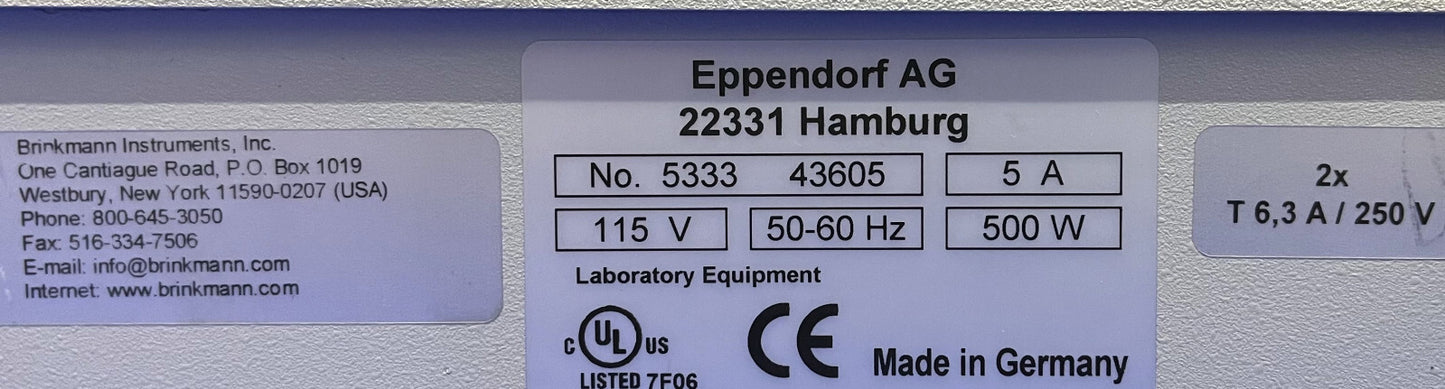 Brinkmann Instruments, Inc.
One Cantiague Road, P.O. Box 1019
Westbury, New York 11590-0207 (USA)
Phone: 800-645-3050
Fax: 516-334-7506
E-mail: info@brinkmann.com
Internet: www.brinkmann.com
Eppendorf AG
22331 Hamburg
No. 5333 43605
5 A
115 V
50-60 Hz
500 W
Laboratory Equipment
C UL US
LISTED 7F06
CE
Made in Germany
2x
T 6,3 A / 250 V